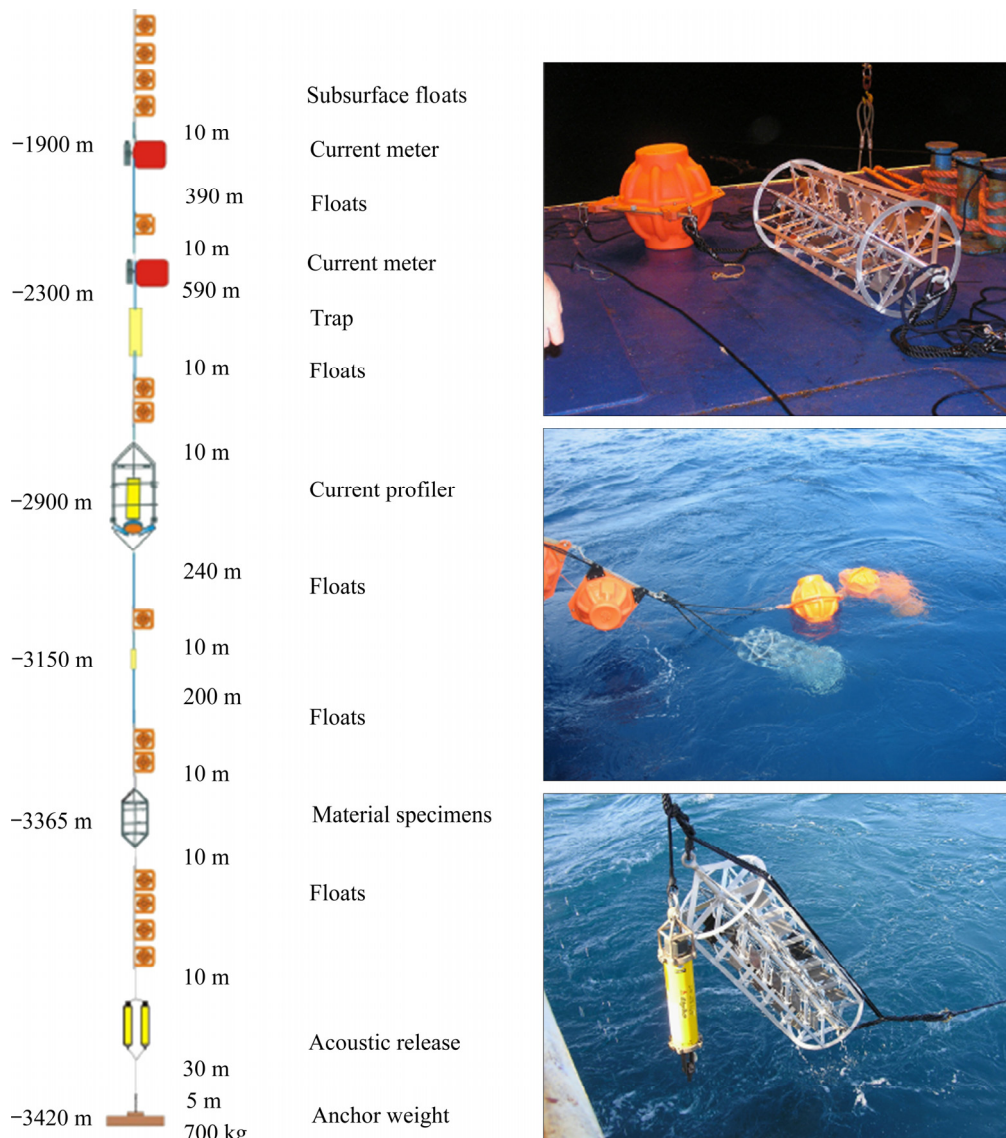 Subsurface floats
10 m
−1900 m
Current meter
390 m
Floats
10 m
Current meter
−2300 m
590 m
Trap
10 m
Floats
10 m
Current profiler
−2900 m
240 m
Floats
10 m
−3150 m
200 m
Floats
10 m
Material specimens
−3365 m
10 m
Floats
10 m
Acoustic release
30 m
5 m
−3420 m
Anchor weight
700 kg